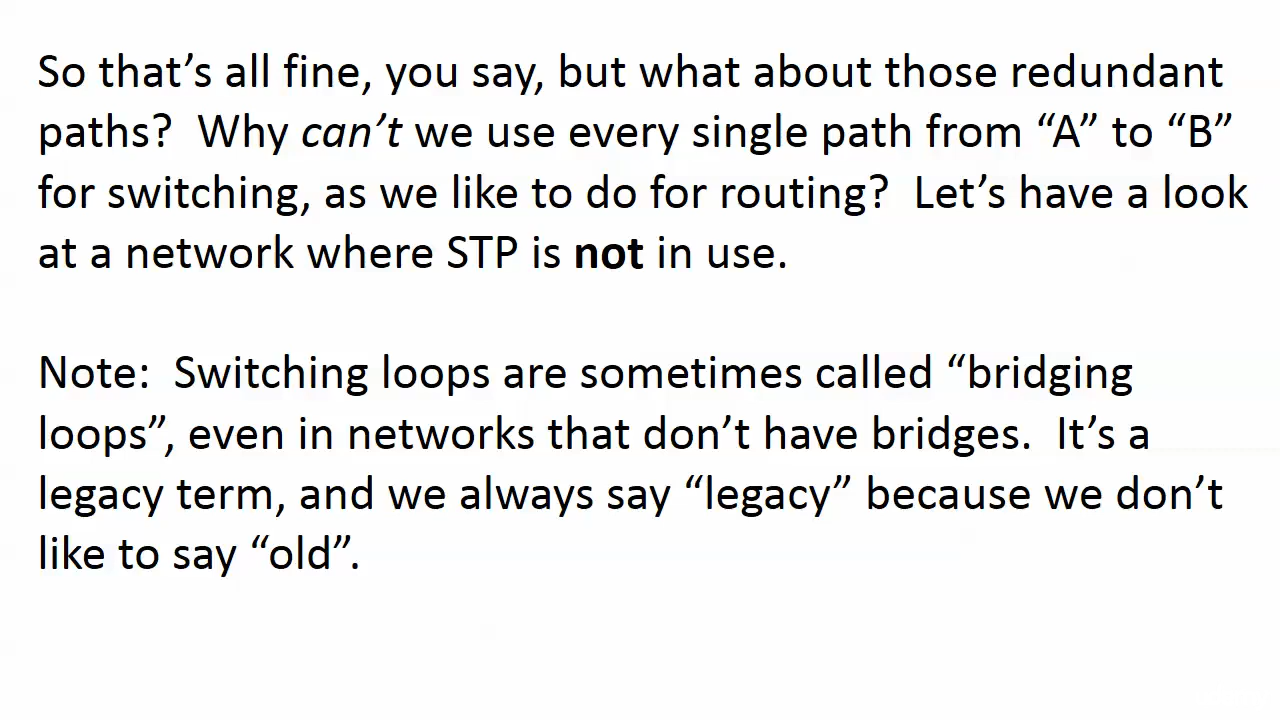 So that’s all fine, you say, but what about those redundant
paths?  Why can’t we use every single path from “A” to “B”
for switching, as we like to do for routing?  Let’s have a look
at a network where STP is not in use.
Note:  Switching loops are sometimes called “bridging
loops”, even in networks that don’t have bridges.  It’s a
legacy term, and we always say “legacy” because we don’t
like to say “old”.